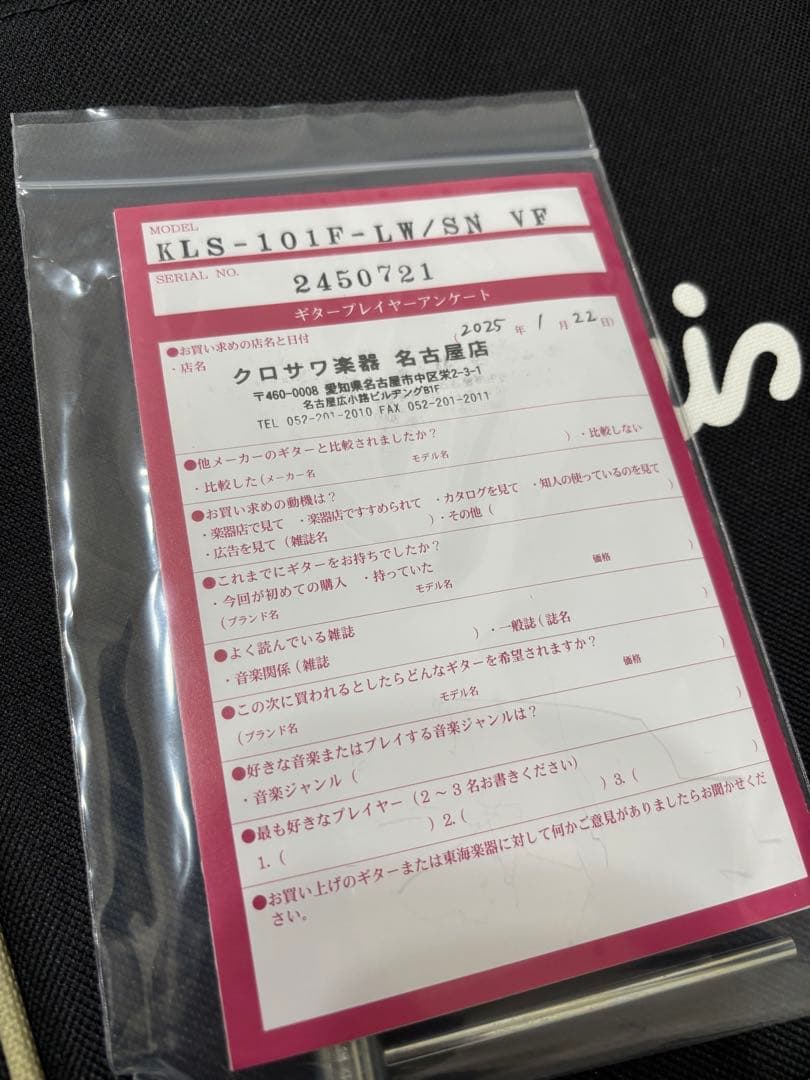 MODEL
KLS-101F-LW/SN VF
SERIAL NO.
2450721
ギタープレイヤーアンケート
●お買い求めの店名と日付
(2025年1月22日)
・店名
クロサワ楽器 名古屋店
〒460-0008 愛知県名古屋市中区栄2-3-1
名古屋広小路ビルヂングB1F
TEL 052-201-2010 FAX 052-201-2011
●他メーカーのギターと比較されましたか？
・比較した(メーカー名 モデル名 ) ・比較しない
●お買い求めの動機は？
・楽器店で見て ・楽器店ですすめられて ・カタログを見て ・知人の使っているのを見て
・広告を見て (雑誌名 ) ・その他 ( )
●これまでにギターをお持ちでしたか？
・今回が初めての購入 ・持っていた
(ブランド名 モデル名 価格 )
●よく読んでいる雑誌
・音楽関係 (雑誌 ) ・一般誌 (誌名 )
●この次に買われるとしたらどんなギターを希望されますか？
(ブランド名 モデル名 価格 )
●好きな音楽またはプレイする音楽ジャンルは？
・音楽ジャンル ( )
●最も好きなプレイヤー (2～3名お書きください)
1. ( ) 2. ( ) 3. ( )
●お買い上げのギターまたは東海楽器に対して何かご意見がありましたらお聞かせくだ
さい。